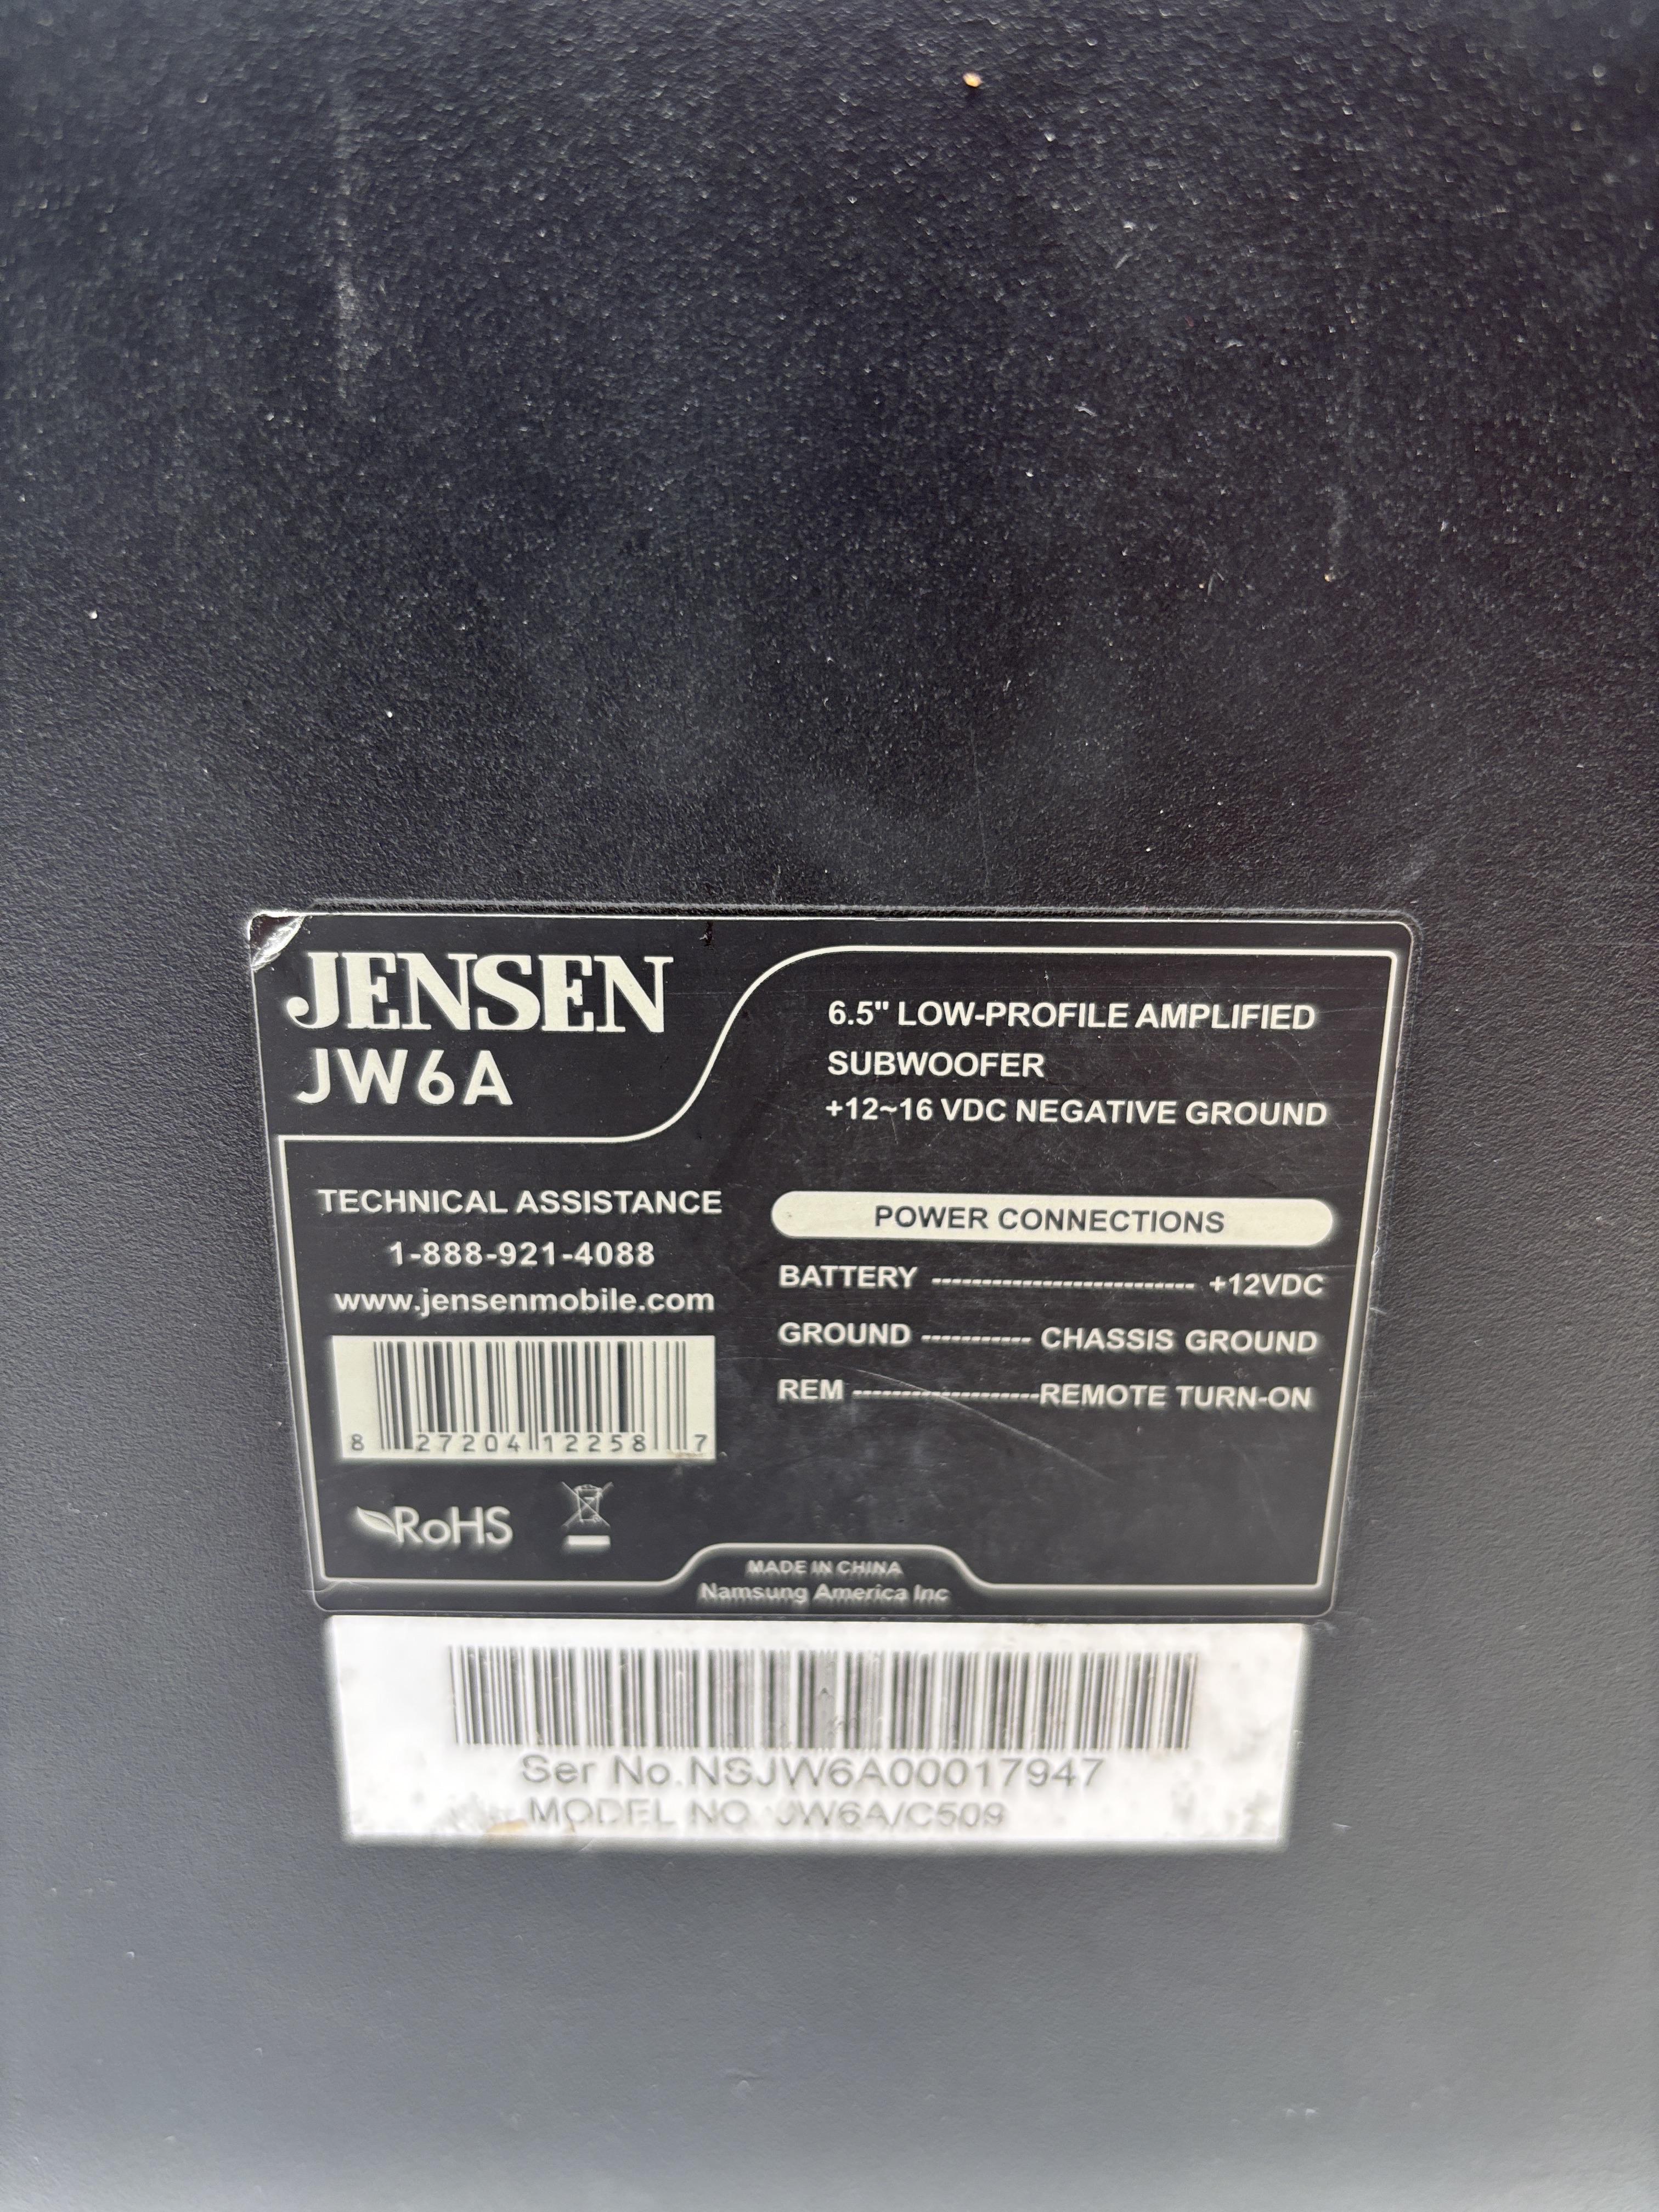 JENSEN
JW6A
6.5" LOW-PROFILE AMPLIFIED
SUBWOOFER
+12~16 VDC NEGATIVE GROUND
TECHNICAL ASSISTANCE
1-888-921-4088
www.jensenmobile.com
8 27204 12258 7
RoHS
POWER CONNECTIONS
BATTERY -------------------------- +12VDC
GROUND ----------- CHASSIS GROUND
REM -------------------REMOTE TURN-ON
MADE IN CHINA
Namsung America Inc
Ser No.NSJW6A00017947
MODEL NO JW6A/C509